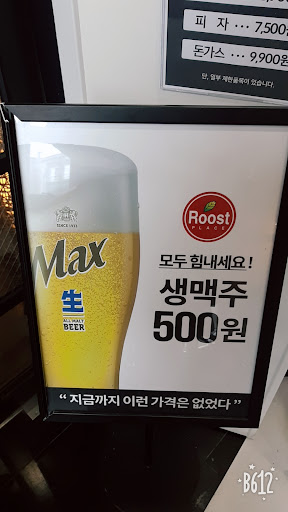 피 자 ··· 7,500원
돈가스 ··· 9,900원
단, 일부 제한품목이 있습니다.
SINCE 1933
Max
生
ALL MALT
BEER
Roost
PLACE
모두 힘내세요!
생맥주
500원
“ 지금까지 이런 가격은 없었다 ”
B612